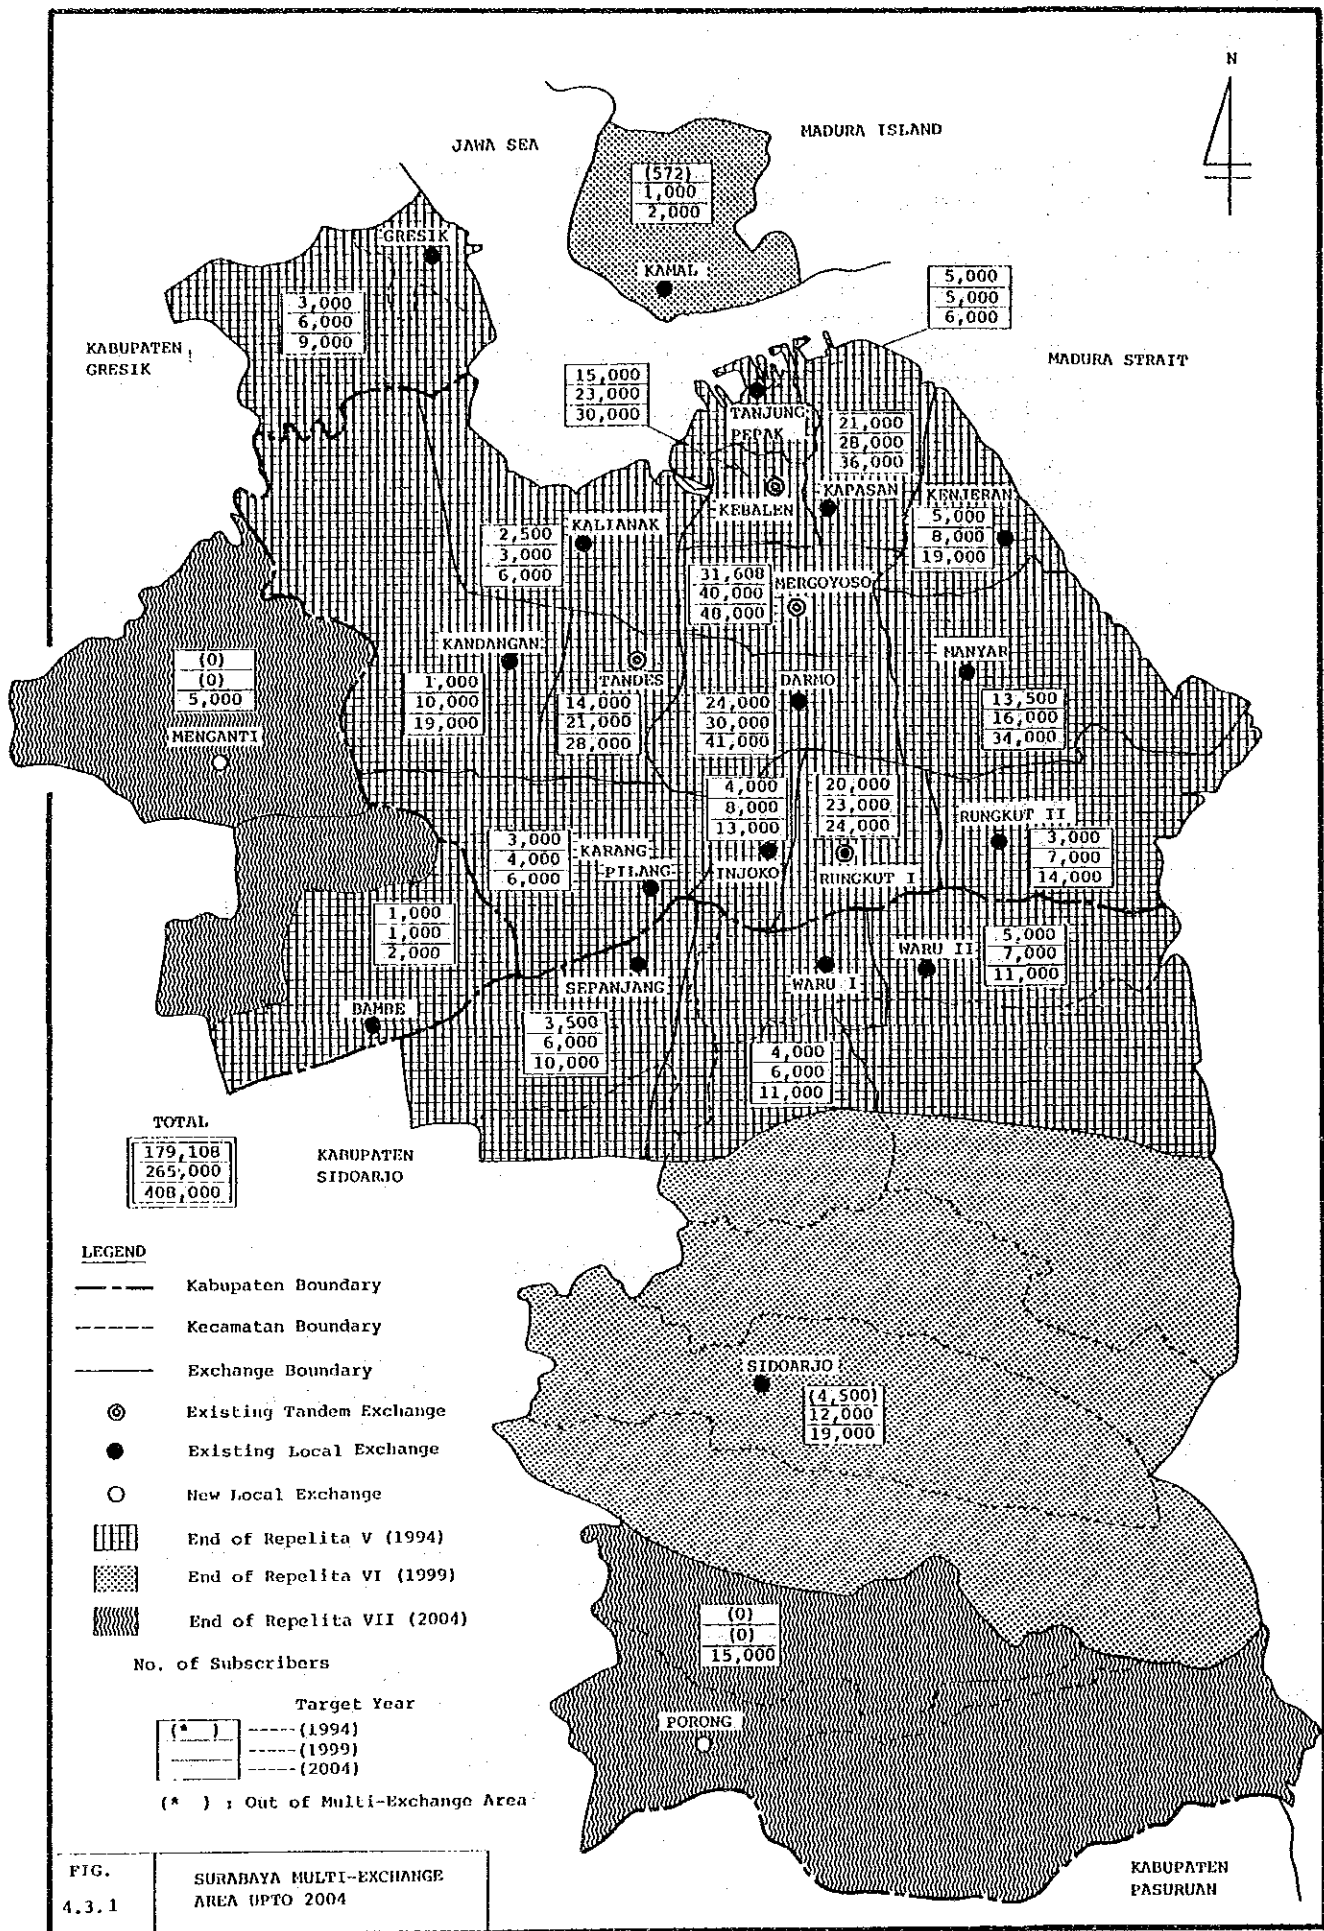 N
JAWA SEA
MADURA ISLAND
(572)
1,000
2,000
GRESIK
KAMAL
5,000
5,000
6,000
3,000
6,000
9,000
KABUPATEN
GRESIK
MADURA STRAIT
15,000
23,000
30,000
TANJUNG
PEPAK
21,000
28,000
36,000
KEBALEN
KAPASAN
KENJERAN
5,000
8,000
19,000
2,500
3,000
6,000
KALIANAK
31,608
40,000
48,000
MERGOYOSO
KANDANGAN
1,000
10,000
19,000
TANDES
14,000
21,000
28,000
DARMO
24,000
30,000
41,000
MANYAR
13,500
16,000
34,000
(0)
(0)
5,000
MENGANTI
4,000
8,000
13,000
INJOKO
20,000
23,000
24,000
RUNGKUT I
RUNGKUT II
3,000
7,000
14,000
3,000
4,000
6,000
KARANG
PILANG
1,000
1,000
2,000
BAMBE
SEPANJANG
3,500
6,000
10,000
WARU I
4,000
6,000
11,000
WARU II
5,000
7,000
11,000
TOTAL
179,108
265,000
408,000
KABUPATEN
SIDOARJO
LEGEND
Kabupaten Boundary
Kecamatan Boundary
Exchange Boundary
Existing Tandem Exchange
Existing Local Exchange
New Local Exchange
End of Repelita V (1994)
End of Repelita VI (1999)
End of Repelita VII (2004)
No. of Subscribers
Target Year
(* ) -----(1994)
-----(1999)
-----(2004)
(* ) : Out of Multi-Exchange Area
SIDOARJO
(4,500)
12,000
19,000
(0)
(0)
15,000
PORONG
KABUPATEN
PASURUAN
FIG.
4.3.1
SURABAYA MULTI-EXCHANGE
AREA UPTO 2004